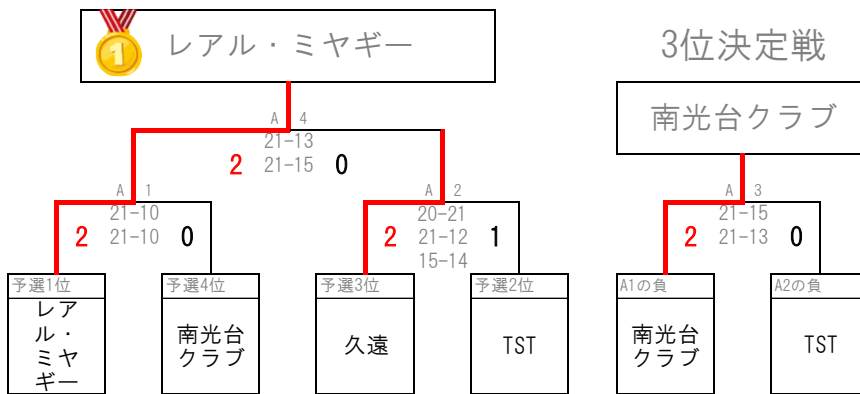 1
レアル・ミヤギー
3位決定戦
南光台クラブ
A 4
21-13
2 21-15 0
A 1
21-10
2 21-10 0
A 2
20-21
2 21-12 1
15-14
A 3
21-15
2 21-13 0
予選1位
レア
ル・
ミヤ
ギー
予選4位
南光台
クラブ
予選3位
久遠
予選2位
TST
A1の負
南光台
クラブ
A2の負
TST